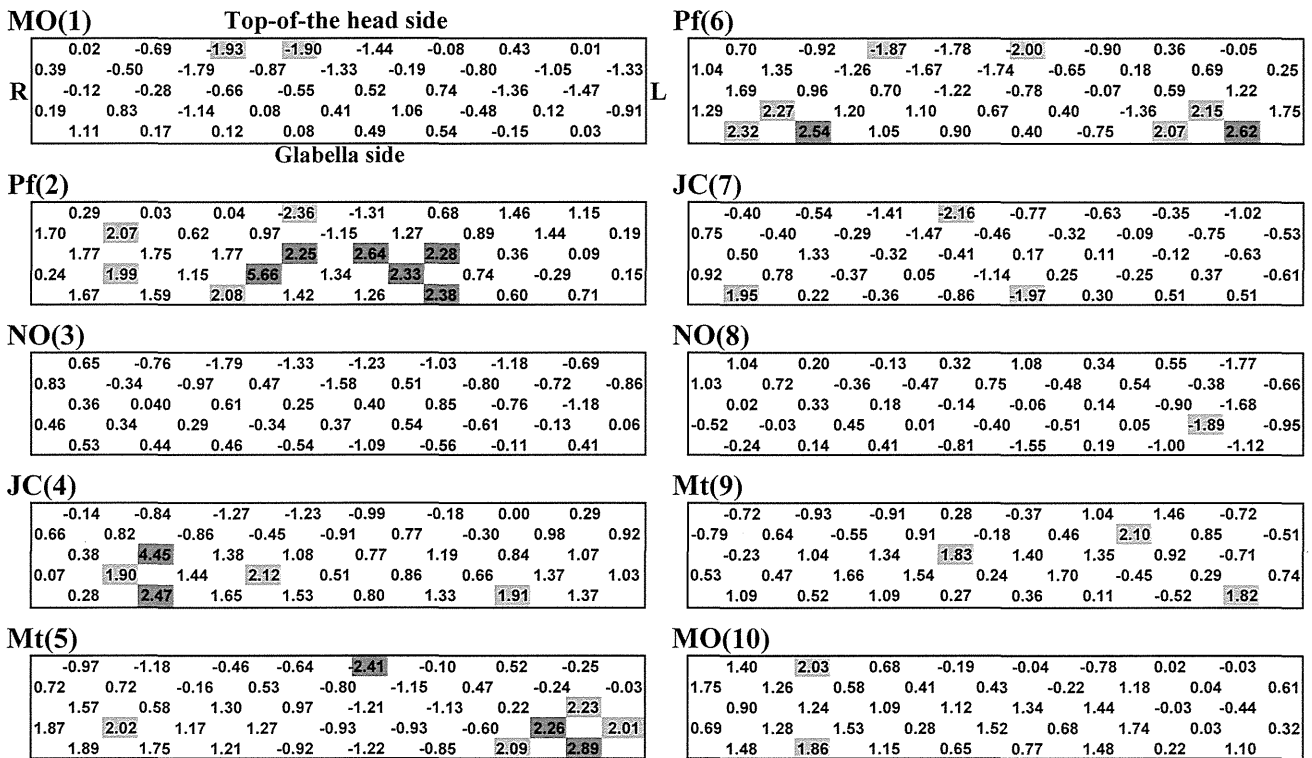 MO(1)
Top-of-the head side
0.02 -0.69 -1.93 -1.90 -1.44 -0.08 0.43 0.01
0.39 -0.50 -1.79 -0.87 -1.33 -0.19 -0.80 -1.05 -1.33
R -0.12 -0.28 -0.66 -0.55 0.52 0.74 -1.36 -1.47 L
0.19 0.83 -1.14 0.08 0.41 1.06 -0.48 0.12 -0.91
1.11 0.17 0.12 0.08 0.49 0.54 -0.15 0.03
Glabella side
Pf(2)
0.29 0.03 0.04 -2.36 -1.31 0.68 1.46 1.15
1.70 2.07 0.62 0.97 -1.15 1.27 0.89 1.44 0.19
1.77 1.75 1.77 2.25 2.64 2.28 0.36 0.09
0.24 1.99 1.15 5.66 1.34 2.33 0.74 -0.29 0.15
1.67 1.59 2.08 1.42 1.26 2.38 0.60 0.71
NO(3)
0.65 -0.76 -1.79 -1.33 -1.23 -1.03 -1.18 -0.69
0.83 -0.34 -0.97 0.47 -1.58 0.51 -0.80 -0.72 -0.86
0.36 0.040 0.61 0.25 0.40 0.85 -0.76 -1.18
0.46 0.34 0.29 -0.34 0.37 0.54 -0.61 -0.13 0.06
0.53 0.44 0.46 -0.54 -1.09 -0.56 -0.11 0.41
JC(4)
-0.14 -0.84 -1.27 -1.23 -0.99 -0.18 0.00 0.29
0.66 0.82 -0.86 -0.45 -0.91 0.77 -0.30 0.98 0.92
0.38 4.45 1.38 1.08 0.77 1.19 0.84 1.07
0.07 1.90 1.44 2.12 0.51 0.86 0.66 1.37 1.03
0.28 2.47 1.65 1.53 0.80 1.33 1.91 1.37
Mt(5)
-0.97 -1.18 -0.46 -0.64 -2.41 -0.10 0.52 -0.25
0.72 0.72 -0.16 0.53 -0.80 -1.15 0.47 -0.24 -0.03
1.57 0.58 1.30 0.97 -1.21 -1.13 0.22 2.23
1.87 2.02 1.17 1.27 -0.93 -0.93 -0.60 2.26 2.01
1.89 1.75 1.21 -0.92 -1.22 -0.85 2.09 2.89
Pf(6)
0.70 -0.92 -1.87 -1.78 -2.00 -0.90 0.36 -0.05
1.04 1.35 -1.26 -1.67 -1.74 -0.65 0.18 0.69 0.25
1.69 0.96 0.70 -1.22 -0.78 -0.07 0.59 1.22
1.29 2.27 1.20 1.10 0.67 0.40 -1.36 2.15 1.75
2.32 2.54 1.05 0.90 0.40 -0.75 2.07 2.62
JC(7)
-0.40 -0.54 -1.41 -2.16 -0.77 -0.63 -0.35 -1.02
0.75 -0.40 -0.29 -1.47 -0.46 -0.32 -0.09 -0.75 -0.53
0.50 1.33 -0.32 -0.41 0.17 0.11 -0.12 -0.63
0.92 0.78 -0.37 0.05 -1.14 0.25 -0.25 0.37 -0.61
1.95 0.22 -0.36 -0.86 -1.97 0.30 0.51 0.51
NO(8)
1.04 0.20 -0.13 0.32 1.08 0.34 0.55 -1.77
1.03 0.72 -0.36 -0.47 0.75 -0.48 0.54 -0.38 -0.66
0.02 0.33 0.18 -0.14 -0.06 0.14 -0.90 -1.68
-0.52 -0.03 0.45 0.01 -0.40 -0.51 0.05 -1.89 -0.95
-0.24 0.14 0.41 -0.81 -1.55 0.19 -1.00 -1.12
Mt(9)
-0.72 -0.93 -0.91 0.28 -0.37 1.04 1.46 -0.72
-0.79 0.64 -0.55 0.91 -0.18 0.46 2.10 0.85 -0.51
-0.23 1.04 1.34 1.83 1.40 1.35 0.92 -0.71
0.53 0.47 1.66 1.54 0.24 1.70 -0.45 0.29 0.74
1.09 0.52 1.09 0.27 0.36 0.11 -0.52 1.82
MO(10)
1.40 2.03 0.68 -0.19 -0.04 -0.78 0.02 -0.03
1.75 1.26 0.58 0.41 0.43 -0.22 1.18 0.04 0.61
0.90 1.24 1.09 1.12 1.34 1.44 -0.03 -0.44
0.69 1.28 1.53 0.28 1.52 0.68 1.74 0.03 0.32
1.48 1.86 1.15 0.65 0.77 1.48 0.22 1.10